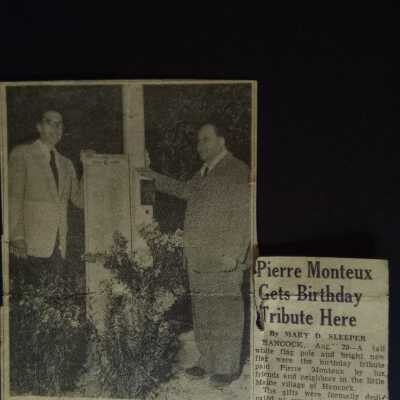 Pierre Monteux
Gets Birthday
Tribute Here
By MARY D. SLEEPER
HANCOCK, Aug. 20—A tall
white flag pole and bright new
flag were the birthday tribute
paid Pierre Monteux by his
friends and neighbors in the little
Maine village of Hancock.
The gifts were formally